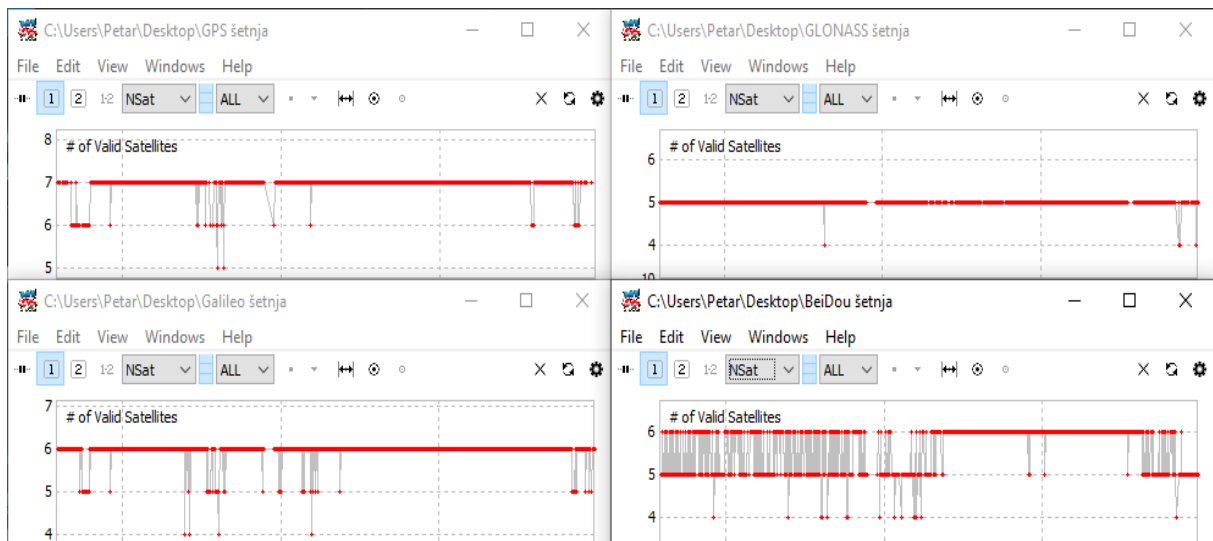 C:\Users\Petar\Desktop\GPS šetnja
File Edit View Windows Help
1 2 1-2 NSat ALL
# of Valid Satellites
8
7
6
5
C:\Users\Petar\Desktop\GLONASS šetnja
File Edit View Windows Help
1 2 1-2 NSat ALL
# of Valid Satellites
6
5
4
10
C:\Users\Petar\Desktop\Galileo šetnja
File Edit View Windows Help
1 2 1-2 NSat ALL
7
# of Valid Satellites
6
5
4
C:\Users\Petar\Desktop\BeiDou šetnja
File Edit View Windows Help
1 2 1-2 NSat ALL
# of Valid Satellites
6
5
4